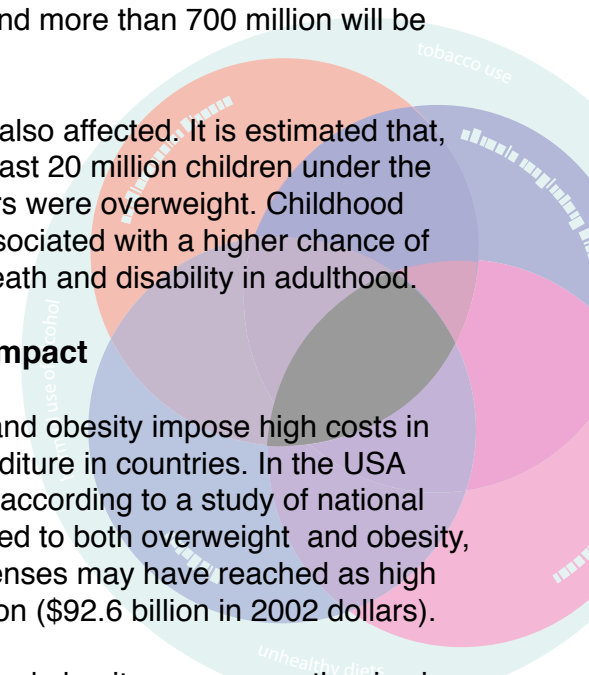 nd more than 700 million will be
tobacco use
also affected. It is estimated that,
ast 20 million children under the
rs were overweight. Childhood
sociated with a higher chance of
eath and disability in adulthood.
mpact
use of
nd obesity impose high costs in
diture in countries. In the USA
according to a study of national
ed to both overweight and obesity,
enses may have reached as high
on ($92.6 billion in 2002 dollars).
unhealthy diets